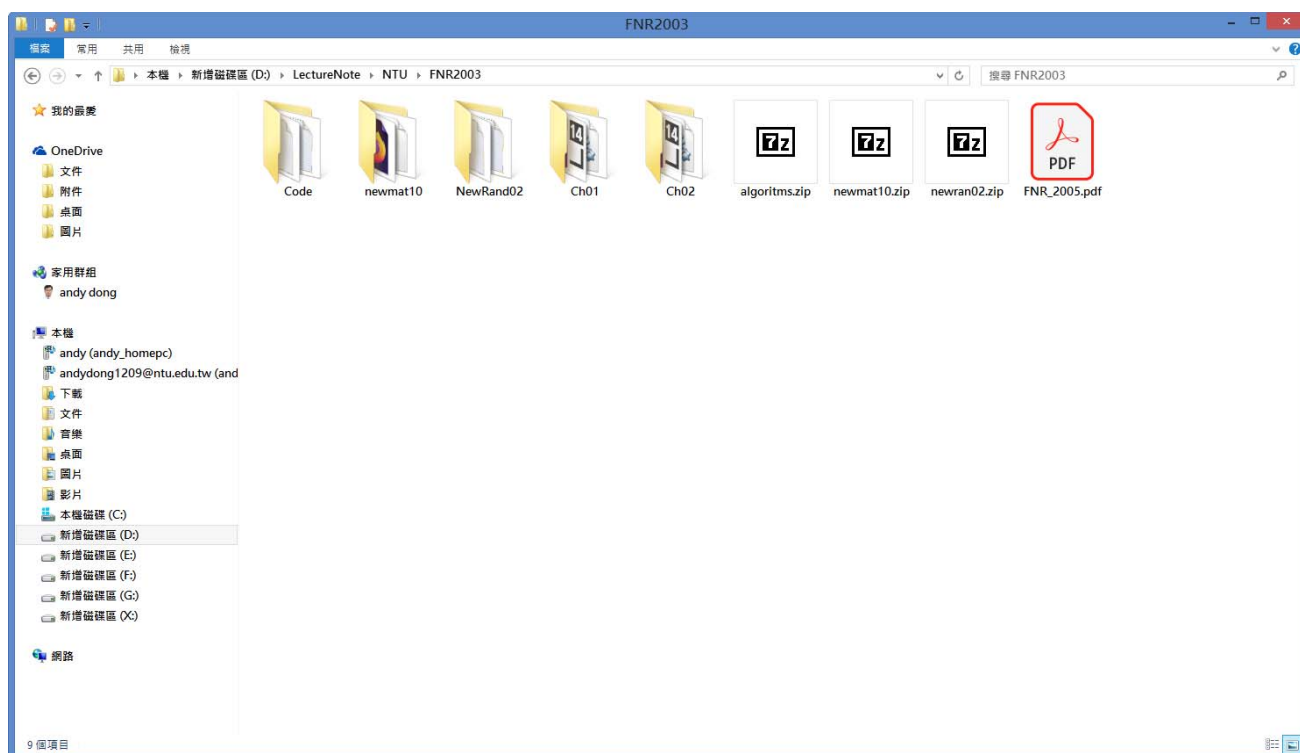 FNR2003
檔案 常用 共用 檢視
本機 新增磁碟區 (D:) LectureNote NTU FNR2003
搜尋 FNR2003
我的最愛
OneDrive
文件
附件
桌面
圖片
家用群組
andy dong
本機
andy (andy_homepc)
andydong1209@ntu.edu.tw (and
下載
文件
音樂
桌面
圖片
影片
本機磁碟 (C:)
新增磁碟區 (D:)
新增磁碟區 (E:)
新增磁碟區 (F:)
新增磁碟區 (G:)
新增磁碟區 (X:)
網路
14 14 7z 7z 7z PDF
Code newmat10 NewRand02 Ch01 Ch02 algoritms.zip newmat10.zip newran02.zip FNR_2005.pdf
9 個項目